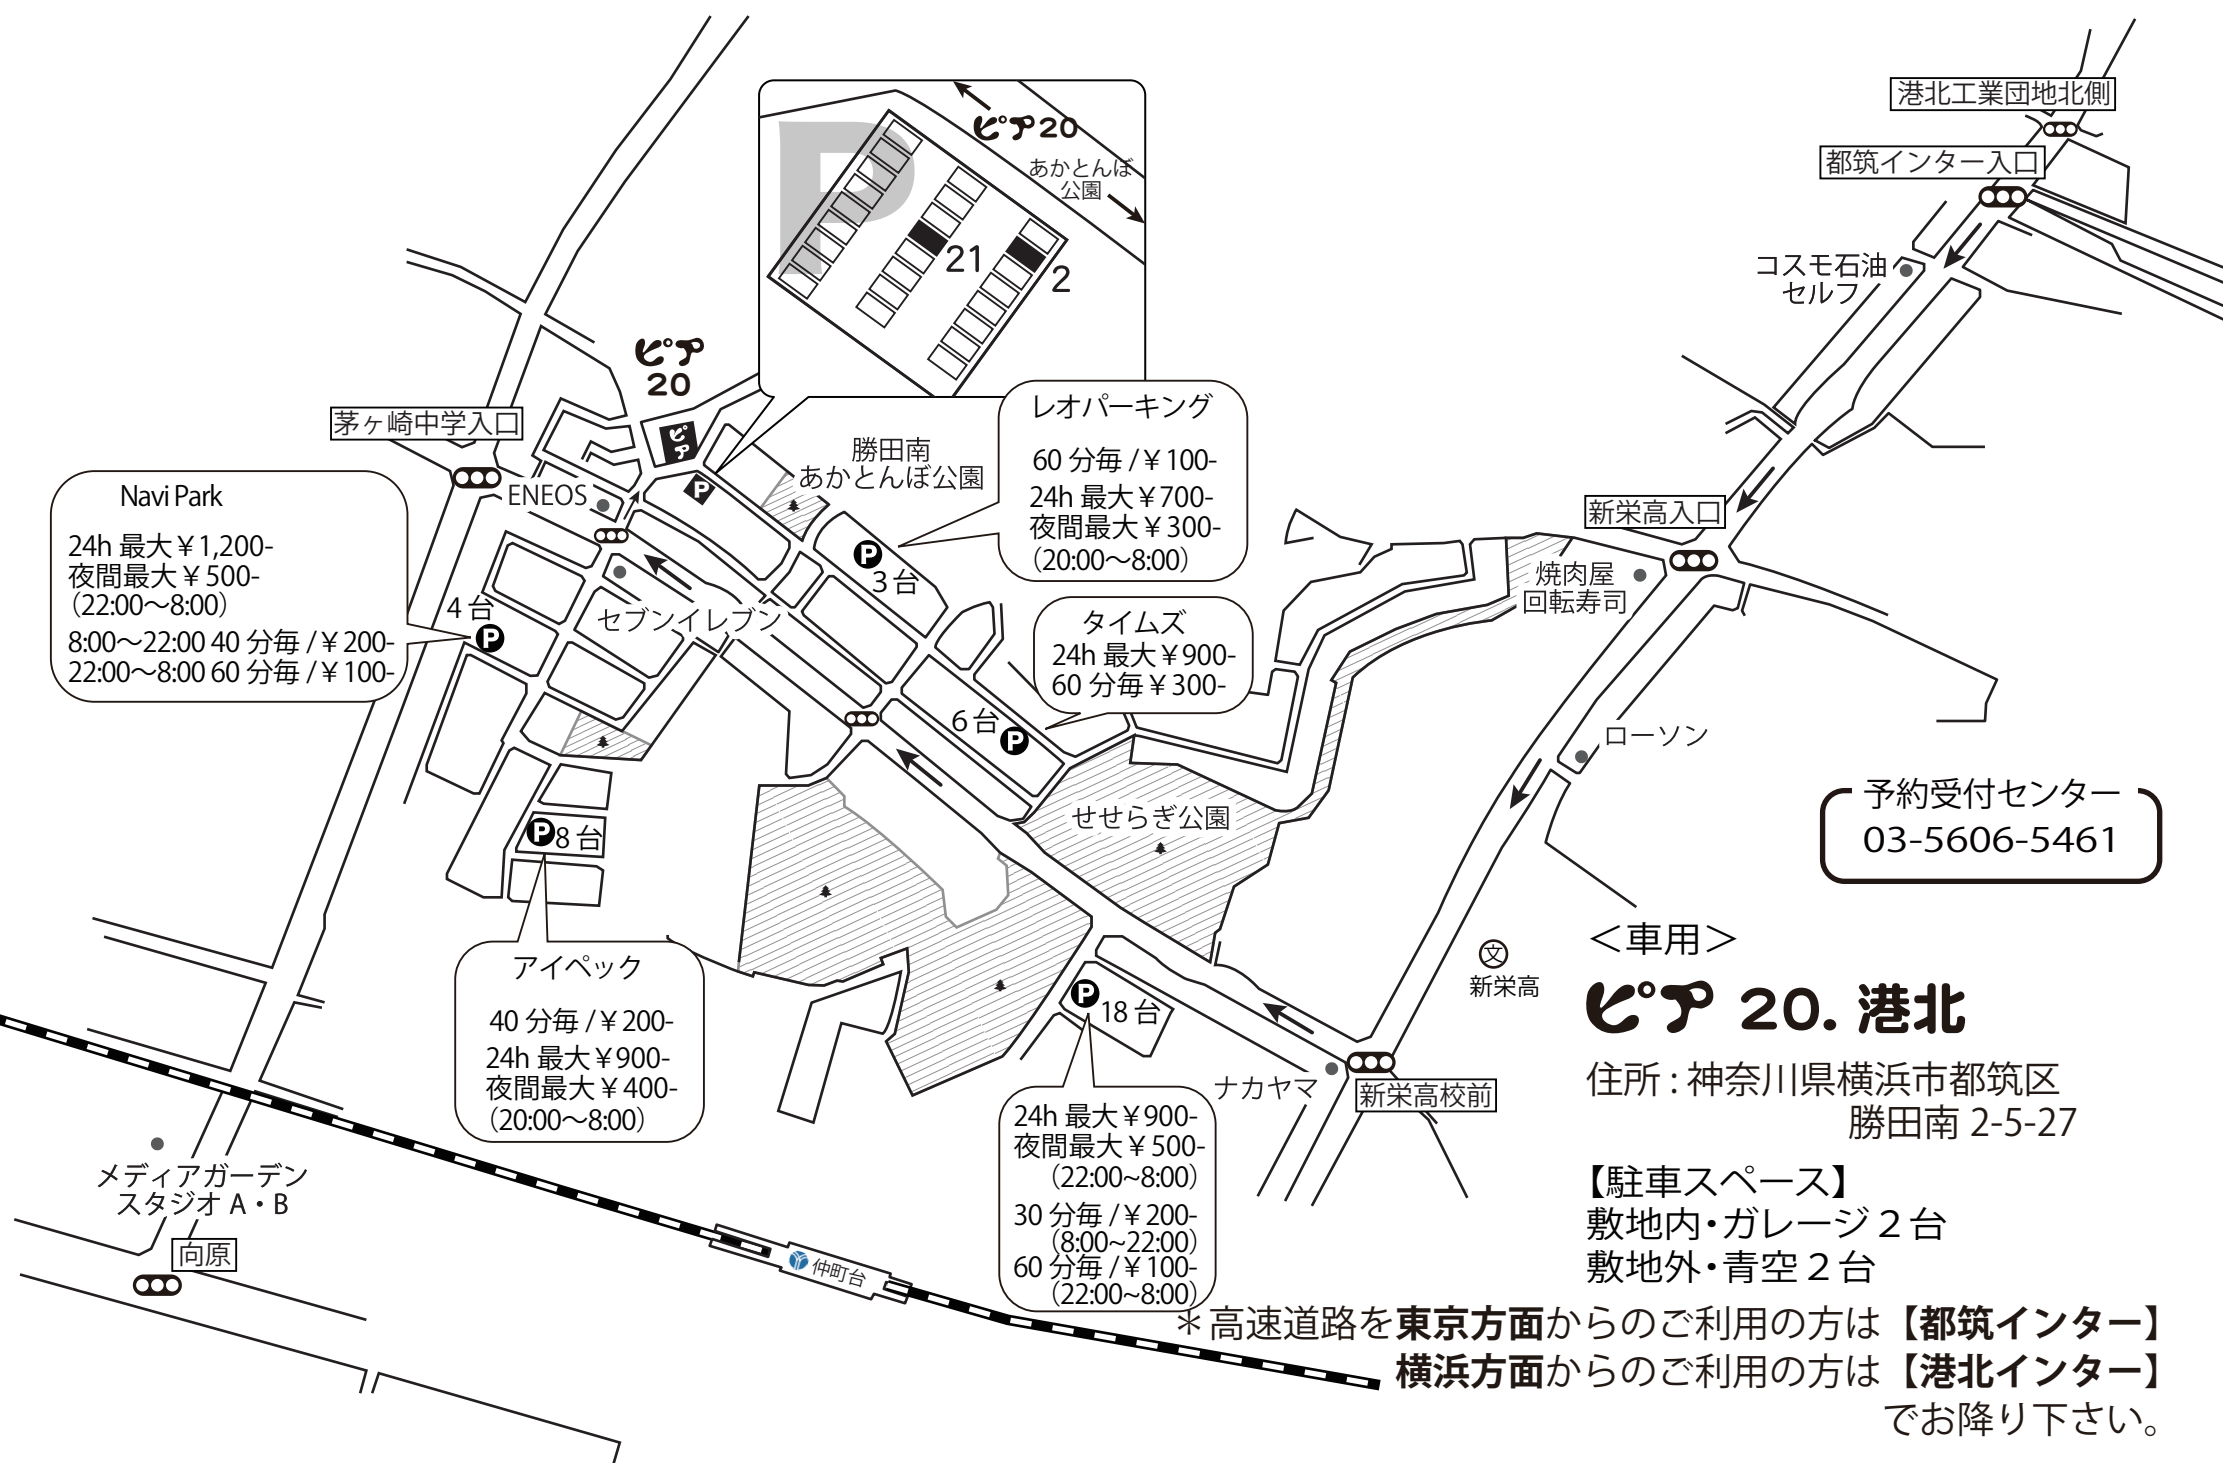 港北工業団地北側
都筑インター入口
コスモ石油
セルフ
P
ピア20
あかとんぼ
公園
21
2
ピア
20
ピア
P
茅ヶ崎中学入口
ENEOS
勝田南
あかとんぼ公園
レオパーキング
60 分毎 /￥100-
24h 最大￥700-
夜間最大￥300-
（20:00～8:00）
P
3 台
Navi Park
24h 最大￥1,200-
夜間最大￥500-
（22:00～8:00）
8:00～22:00 40 分毎 /￥200-
22:00～8:00 60 分毎 /￥100-
4 台
P
セブンイレブン
タイムズ
24h 最大￥900-
60 分毎￥300-
6 台
P
新栄高入口
焼肉屋
回転寿司
ローソン
せせらぎ公園
P
8 台
アイペック
40 分毎 /￥200-
24h 最大￥900-
夜間最大￥400-
（20:00～8:00）
P
18 台
24h 最大￥900-
夜間最大￥500-
（22:00~8:00）
30 分毎 /￥200-
（8:00~22:00）
60 分毎 /￥100-
（22:00~8:00）
ナカヤマ
新栄高校前
文
新栄高
メディアガーデン
スタジオ A・B
向原
仲町台
予約受付センター
03-5606-5461
＜車用＞
ピア 20. 港北
住所 : 神奈川県横浜市都筑区
勝田南 2-5-27
【駐車スペース】
敷地内・ガレージ２台
敷地外・青空２台
＊高速道路を東京方面からのご利用の方は【都筑インター】
横浜方面からのご利用の方は【港北インター】
でお降り下さい。